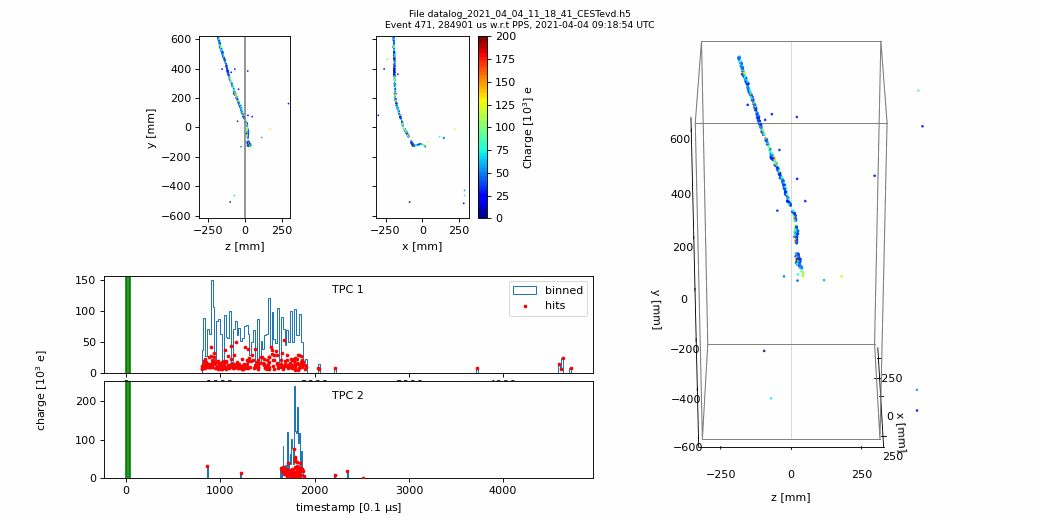 File datalog_2021_04_04_11_18_41_CESTevd.h5
Event 471, 284901 us w.r.t PPS, 2021-04-04 09:18:54 UTC
600
400
200
0
−200
−400
−600
y [mm]
−250 0 250
z [mm]
−250 0 250
x [mm]
200
175
150
125
100
75
50
25
0
Charge [10³] e
150
100
50
0
TPC 1
binned
hits
200
100
0
TPC 2
charge [10³ e]
0 1000 2000 3000 4000
timestamp [0.1 µs]
600
400
200
0
−200
−400
−600
y [mm]
−250
0
250
x [mm]
−250 0 250
z [mm]